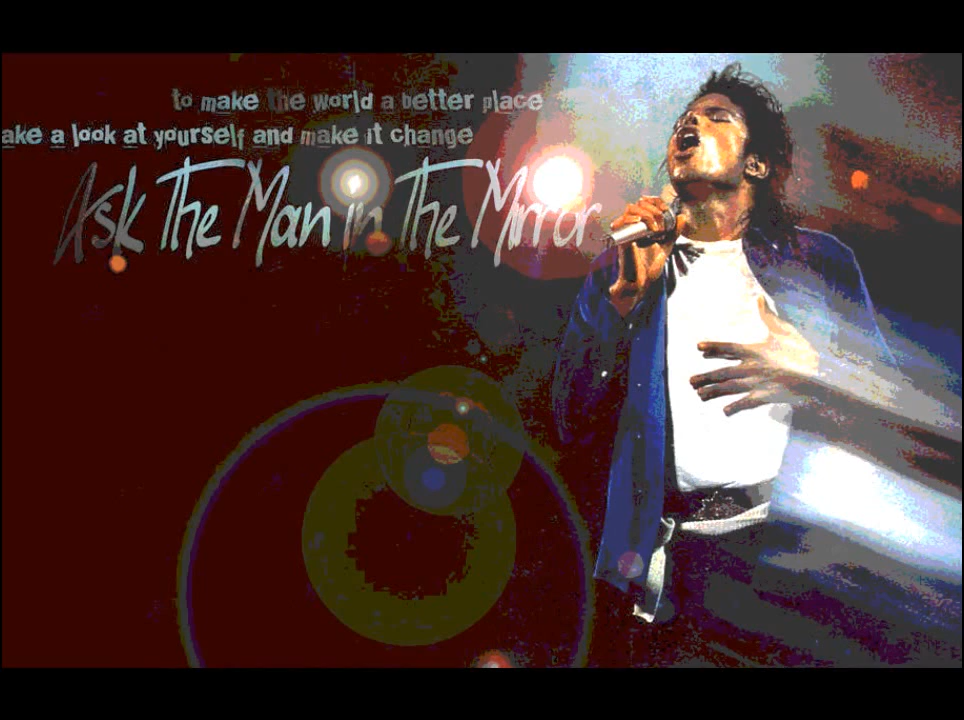 to make the world a better place
ake a look at yourself and make it change
Ask The Man in The Mirror